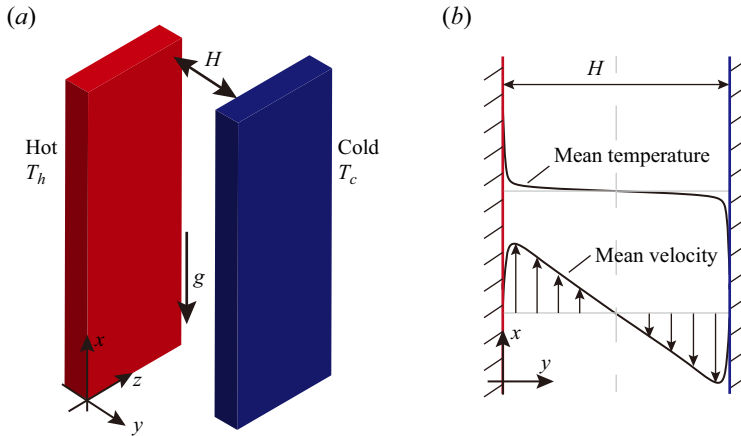 (a)
H
Hot
T_h
Cold
T_c
g
x
z
y
(b)
H
Mean temperature
Mean velocity
x
y